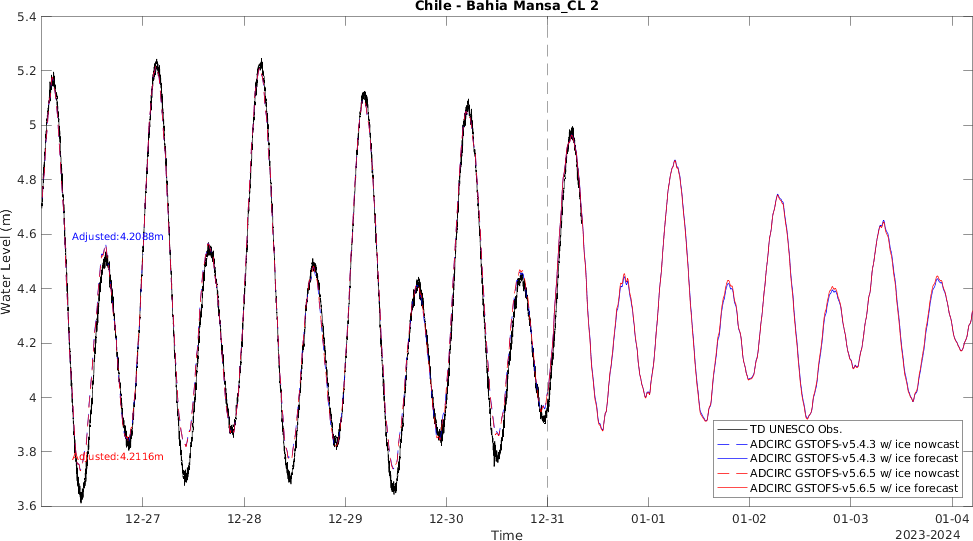 Chile - Bahia Mansa_CL 2
5.4
5.2
5
4.8
4.6
4.4
4.2
4
3.8
3.6
Water Level (m)
Adjusted:4.2088m
Adjusted:4.2116m
TD UNESCO Obs.
ADCIRC GSTOFS-v5.4.3 w/ ice nowcast
ADCIRC GSTOFS-v5.4.3 w/ ice forecast
ADCIRC GSTOFS-v5.6.5 w/ ice nowcast
ADCIRC GSTOFS-v5.6.5 w/ ice forecast
12-27 12-28 12-29 12-30 12-31 01-01 01-02 01-03 01-04
Time
2023-2024